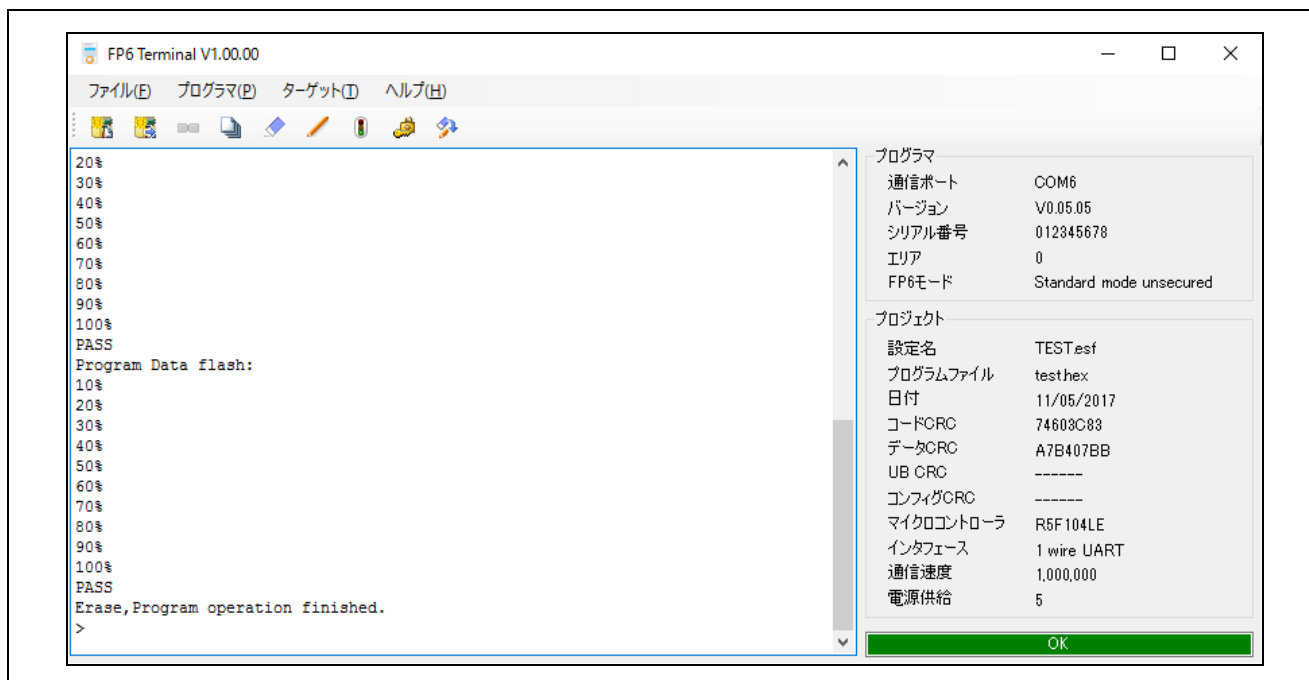 FP6 Terminal V1.00.00
ファイル(F) プログラマ(P) ターゲット(T) ヘルプ(H)
20%
30%
40%
50%
60%
70%
80%
90%
100%
PASS
Program Data flash:
10%
20%
30%
40%
50%
60%
70%
80%
90%
100%
PASS
Erase,Program operation finished.
>
プログラマ
通信ポート COM6
バージョン V0.05.05
シリアル番号 012345678
エリア 0
FP6モード Standard mode unsecured
プロジェクト
設定名 TEST.esf
プログラムファイル test.hex
日付 11/05/2017
コードCRC 74603C83
データCRC A7B407BB
UB CRC ------
コンフィグCRC ------
マイクロコントローラ R5F104LE
インタフェース 1 wire UART
通信速度 1,000,000
電源供給 5
OK